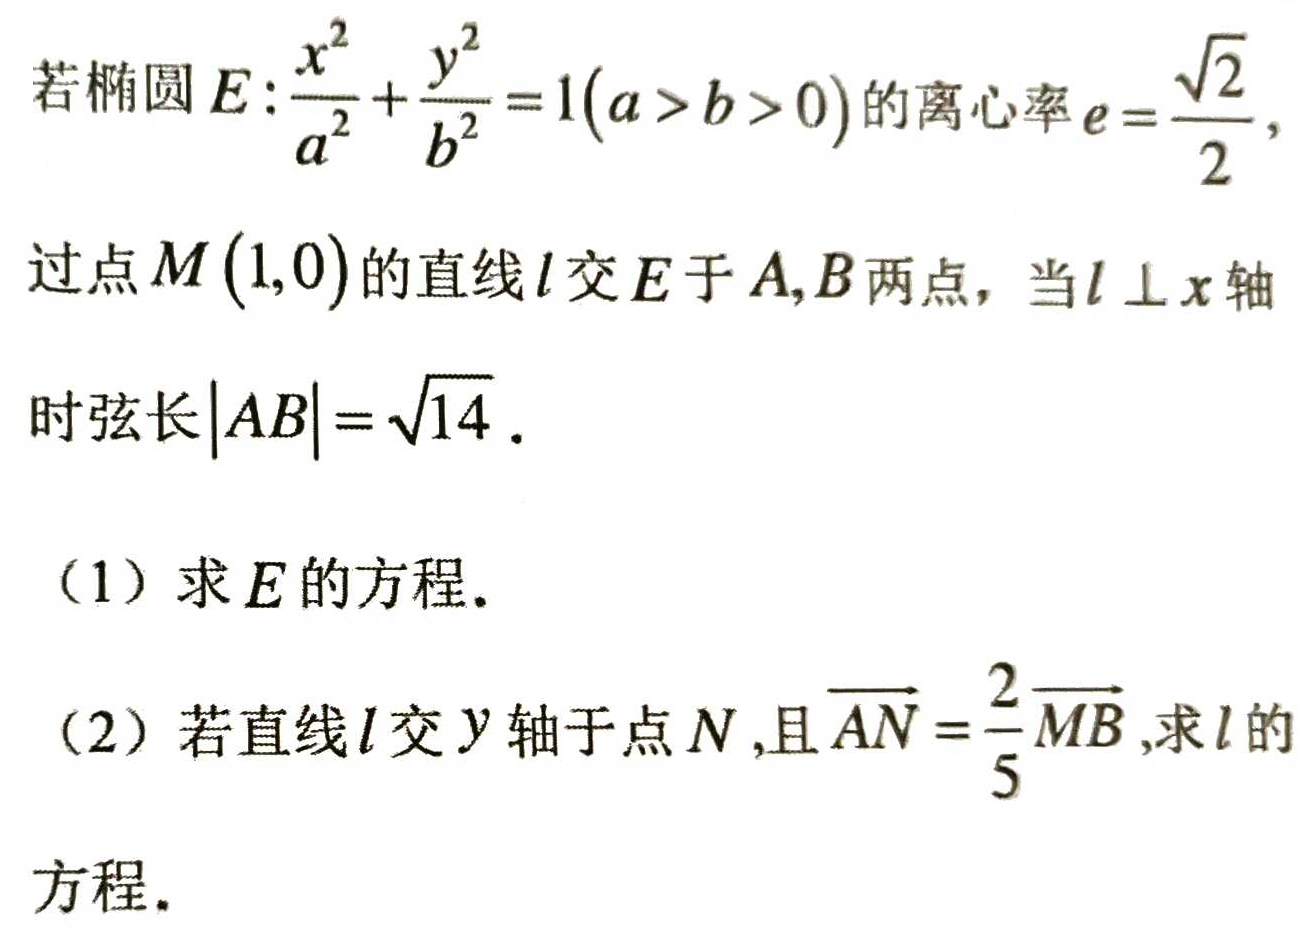 若椭圆 $E:\frac{x^2}{a^2}+\frac{y^2}{b^2}=1(a>b>0)$ 的离心率 $e=\frac{\sqrt{2}}{2}$,
过点 $M(1,0)$ 的直线 $l$ 交 $E$ 于 $A,B$ 两点，当 $l\perp x$ 轴
时弦长 $|AB|=\sqrt{14}$.
（1）求 $E$ 的方程.
（2）若直线 $l$ 交 $y$ 轴于点 $N$,且 $\overrightarrow{AN}=\frac{2}{5}\overrightarrow{MB}$,求 $l$ 的
方程.